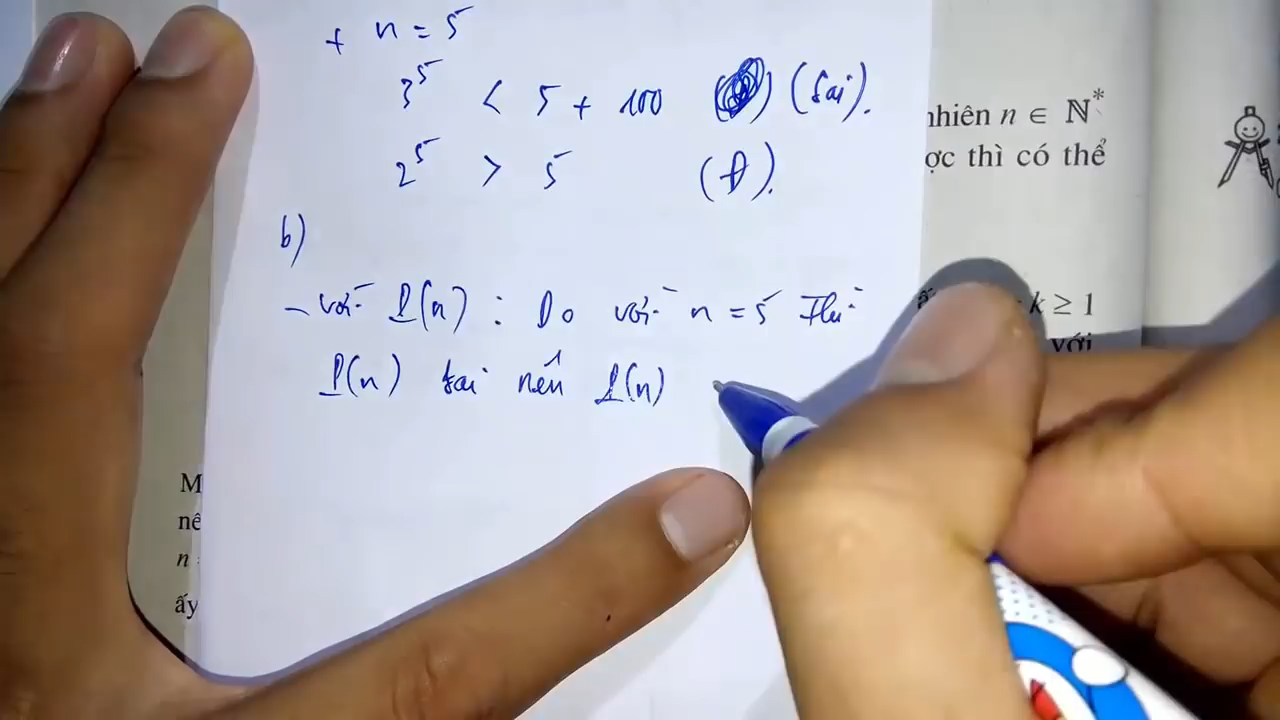 + n = 5
3^5 < 5 + 100 (sai).
2^5 > 5 (Đ).
b)
- với P(n) : Do với n = 5 thì
P(n) sai nến P(n)
nhiên n ∈ ℕ*
ợc thì có thể
k ≥ 1
với
M
nê
n
ấy